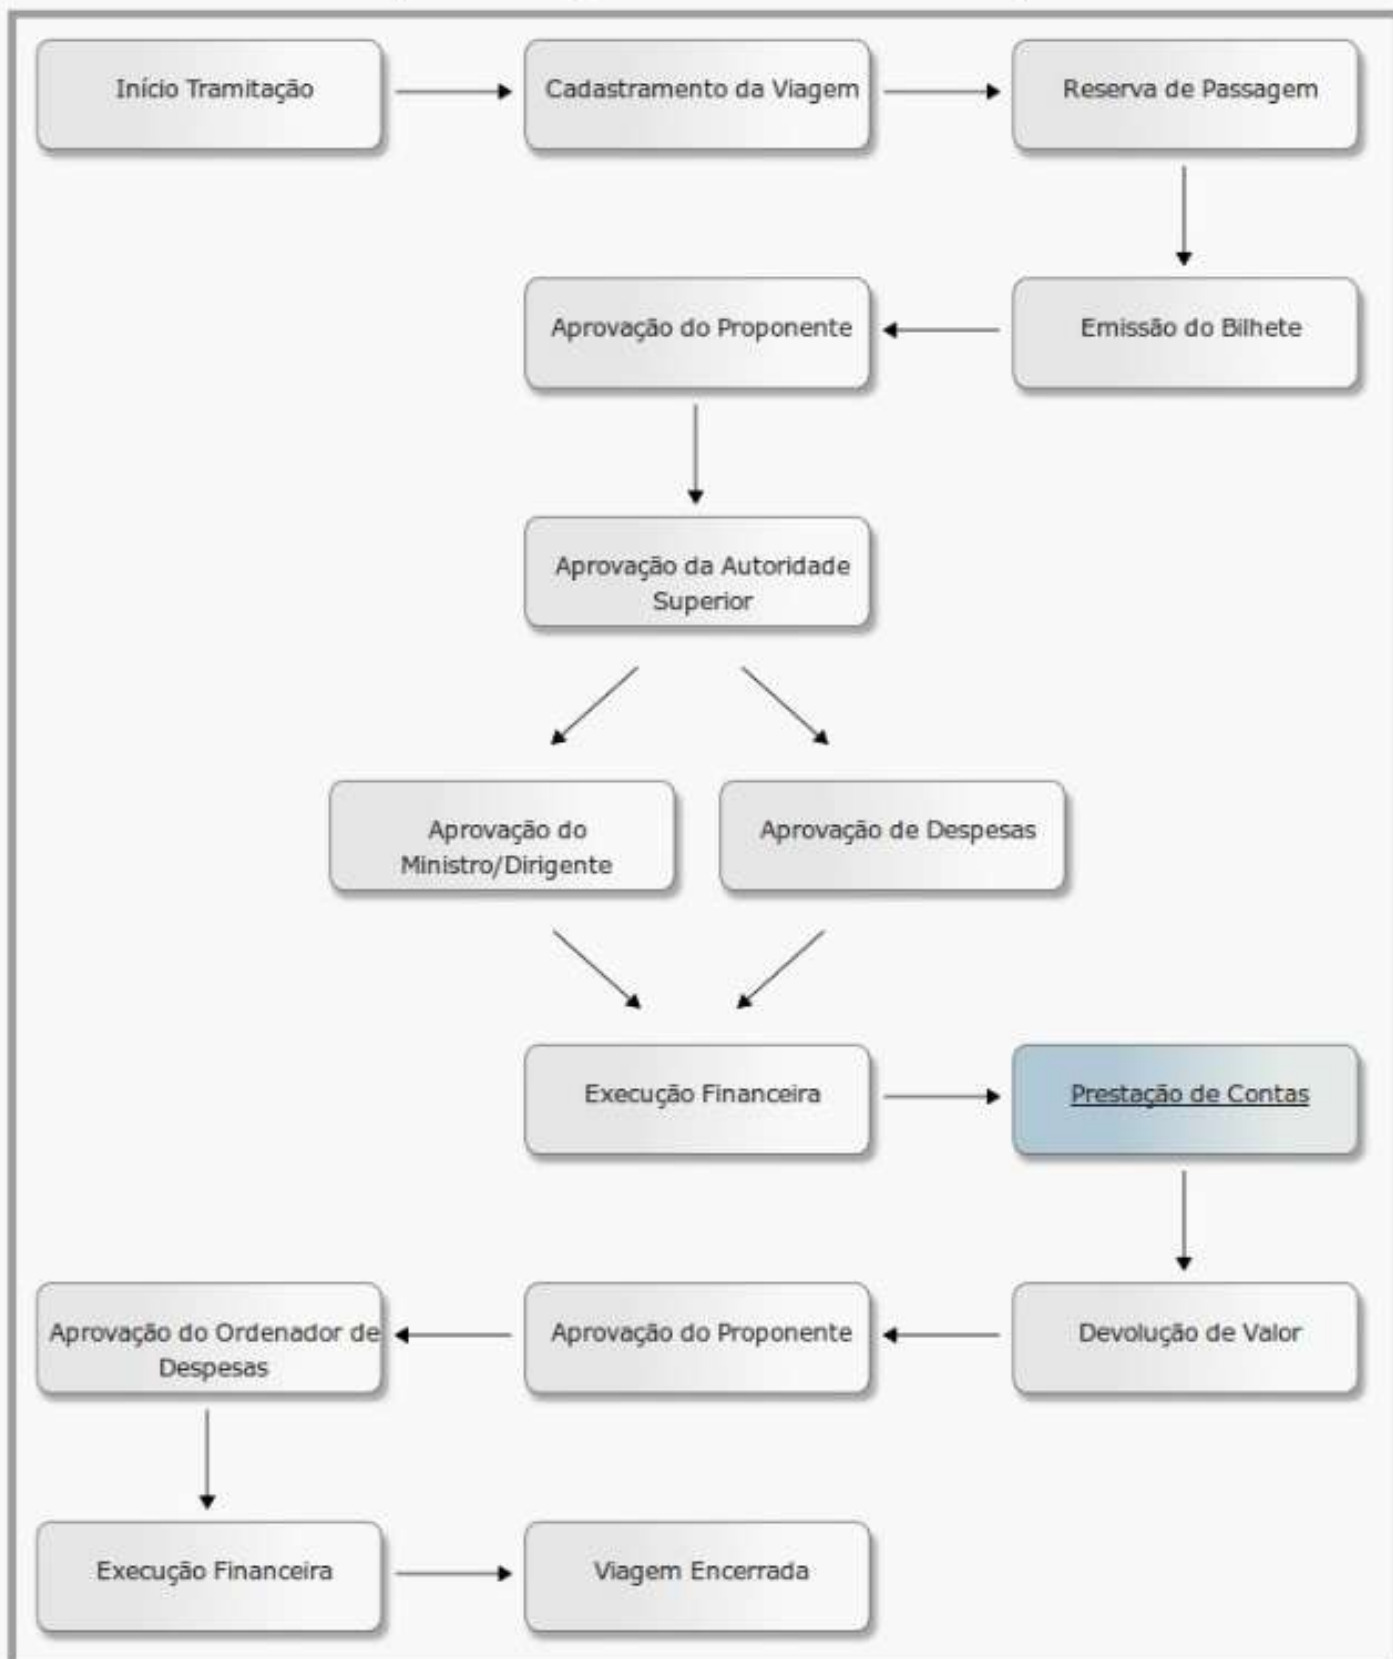 Início Tramitação
Cadastramento da Viagem
Reserva de Passagem
Aprovação do Proponente
Emissão do Bilhete
Aprovação da Autoridade
Superior
Aprovação do
Ministro/Dirigente
Aprovação de Despesas
Execução Financeira
Prestação de Contas
Aprovação do Ordenador de
Despesas
Aprovação do Proponente
Devolução de Valor
Execução Financeira
Viagem Encerrada